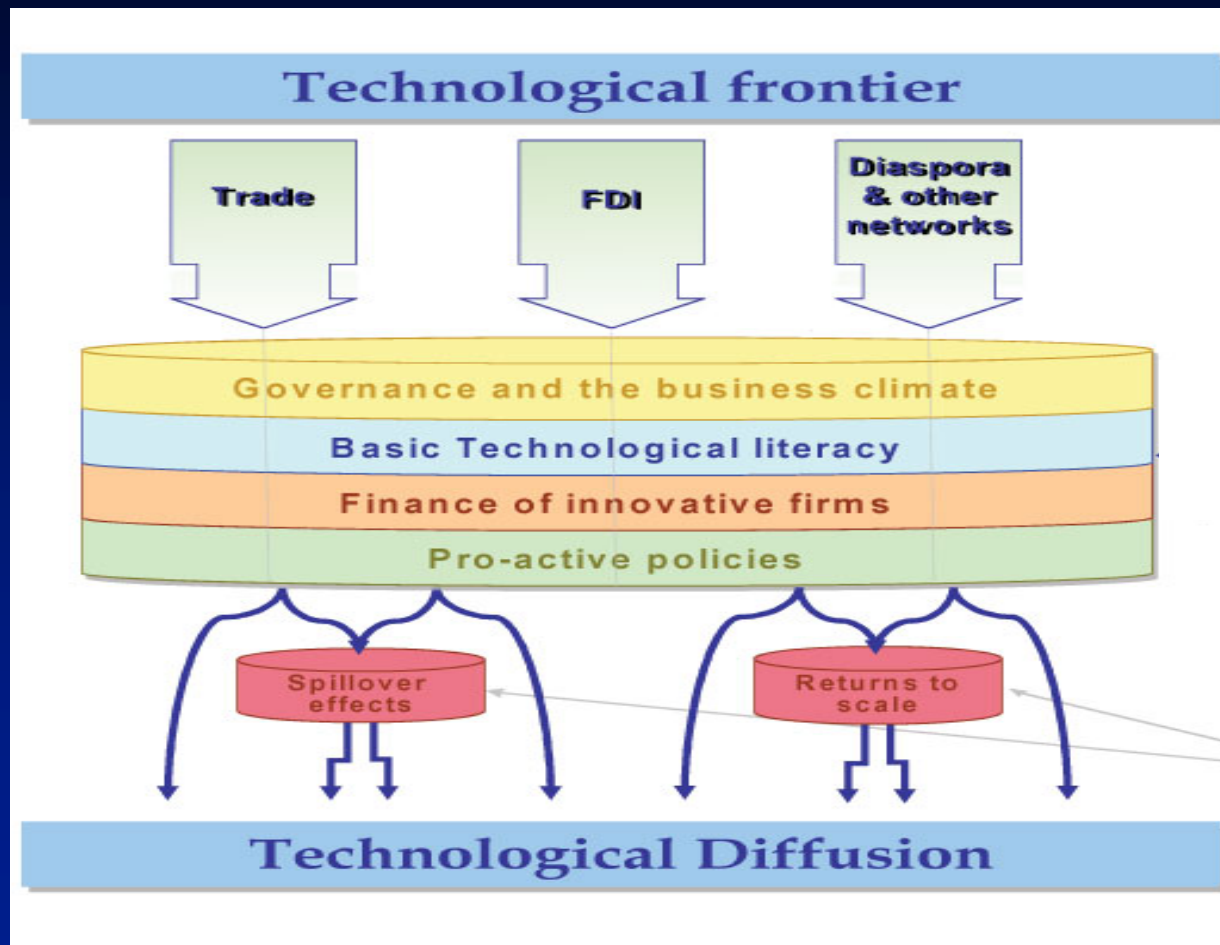 Technological frontier
Trade
FDI
Diaspora
& other
networks
Governance and the business climate
Basic Technological literacy
Finance of innovative firms
Pro-active policies
Spillover
effects
Returns to
scale
Technological Diffusion